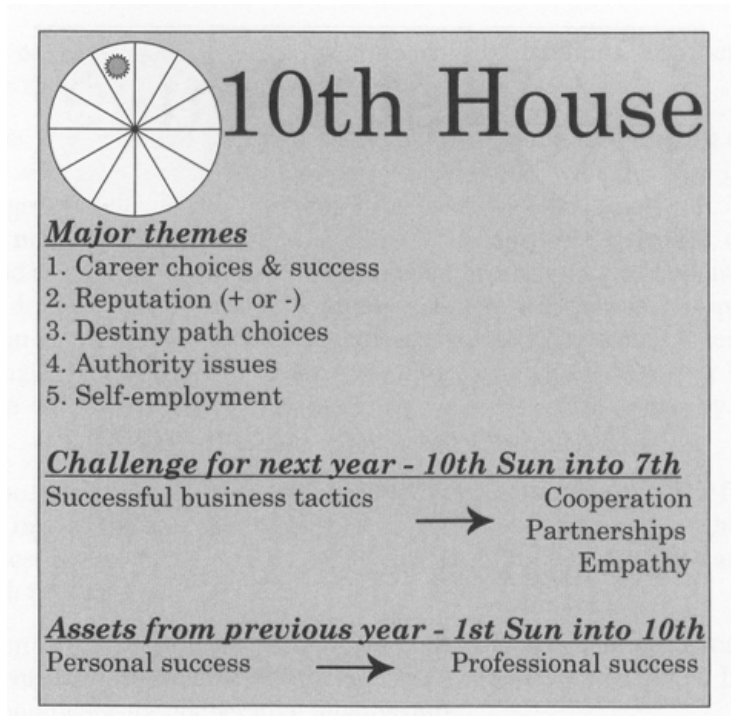 10th House
Major themes
1. Career choices & success
2. Reputation (+ or -)
3. Destiny path choices
4. Authority issues
5. Self-employment
Challenge for next year - 10th Sun into 7th
Successful business tactics → Cooperation
Partnerships
Empathy
Assets from previous year - 1st Sun into 10th
Personal success → Professional success